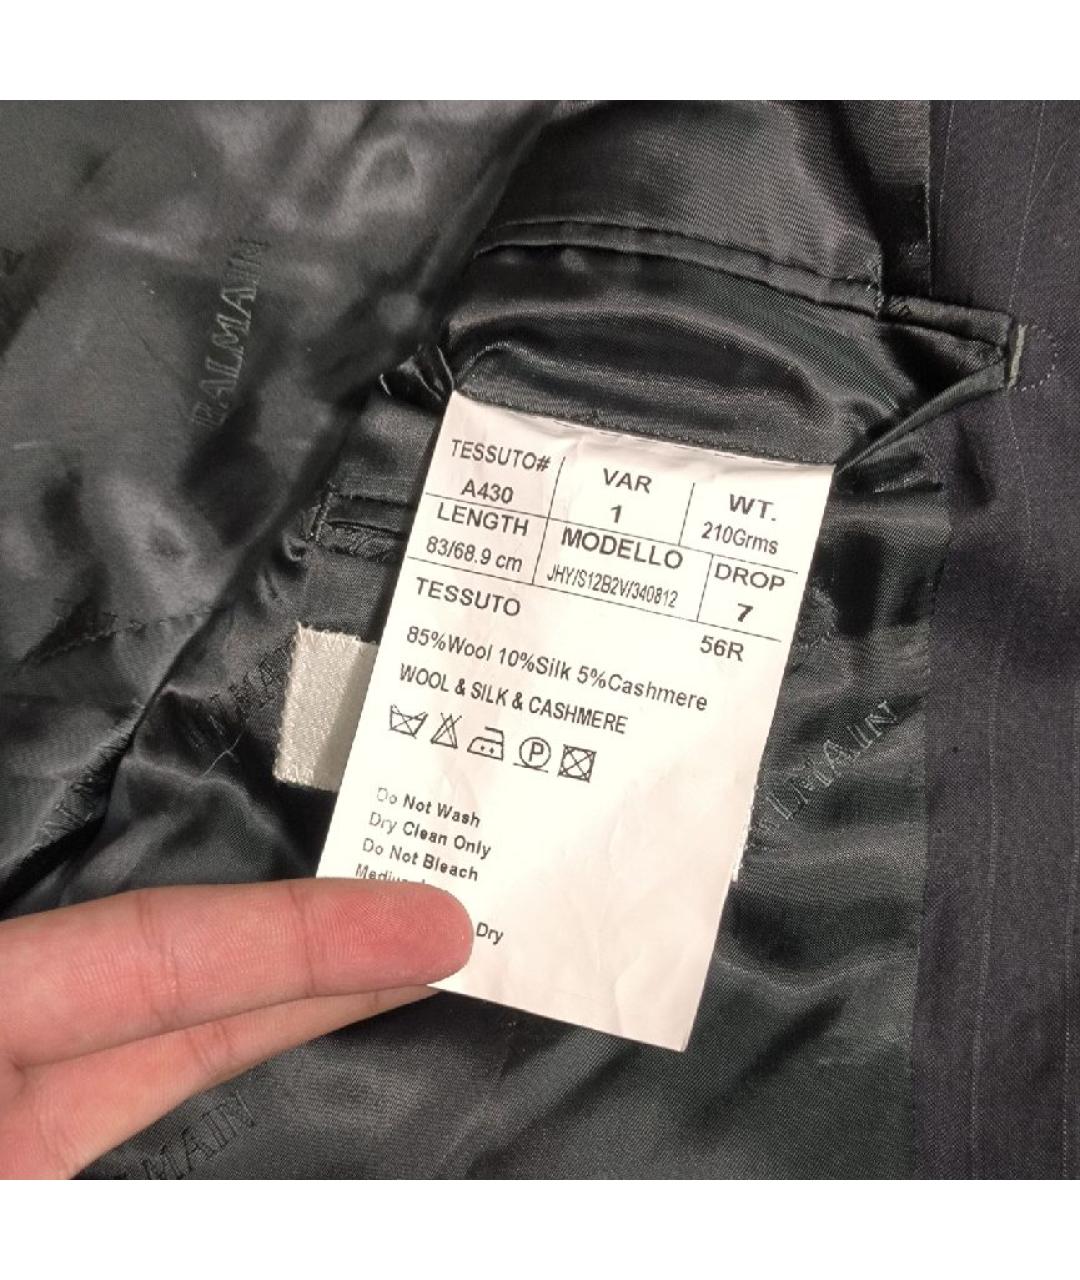 BALMAIN
TESSUTO# VAR WT.
A430 1 210Grms
LENGTH MODELLO DROP
83/68.9 cm JHY/S12B2V/340812 7
TESSUTO 56R
85%Wool 10%Silk 5%Cashmere
WOOL & SILK & CASHMERE
P
Do Not Wash
Dry Clean Only
Do Not Bleach
Dry